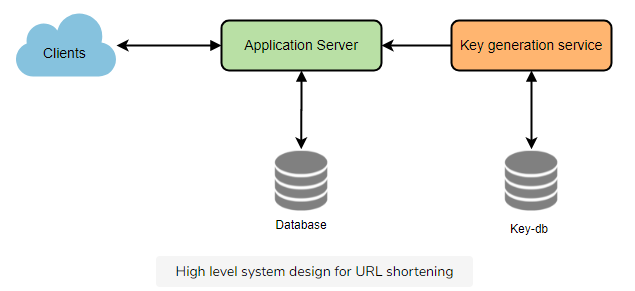 Clients
Application Server
Key generation service
Database
Key-db
High level system design for URL shortening